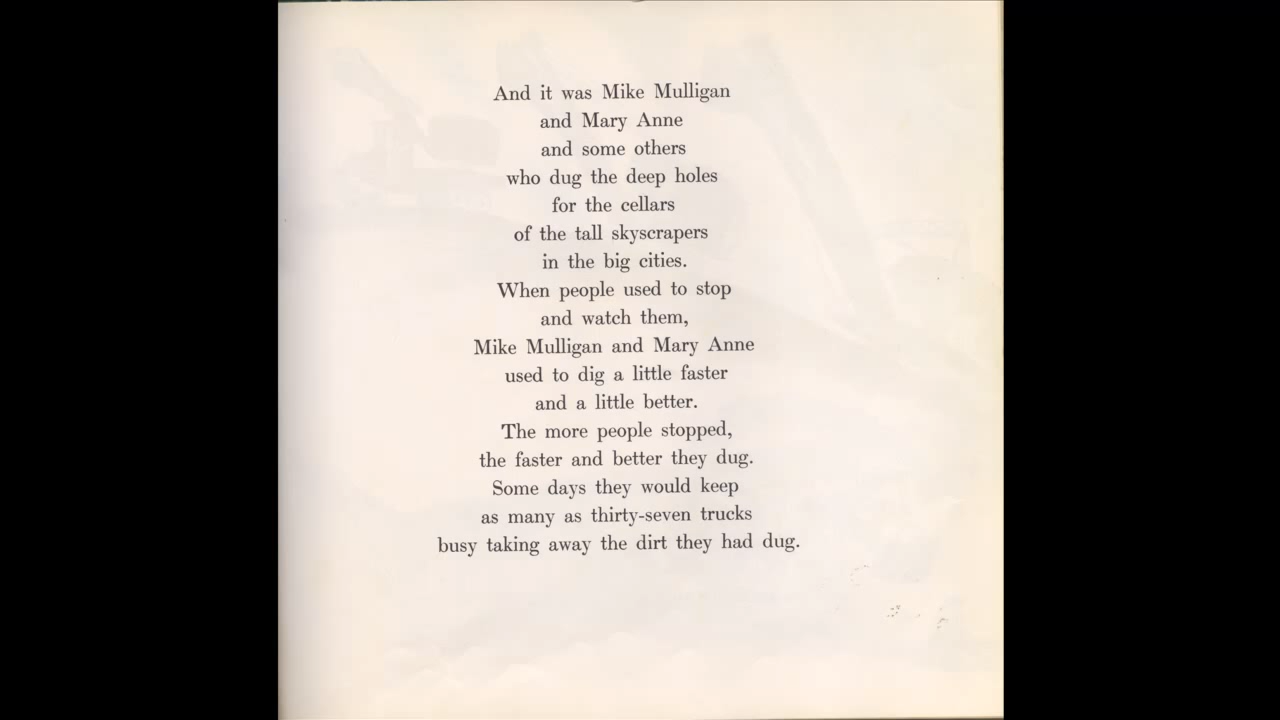 And it was Mike Mulligan
and Mary Anne
and some others
who dug the deep holes
for the cellars
of the tall skyscrapers
in the big cities.
When people used to stop
and watch them,
Mike Mulligan and Mary Anne
used to dig a little faster
and a little better.
The more people stopped,
the faster and better they dug.
Some days they would keep
as many as thirty-seven trucks
busy taking away the dirt they had dug.